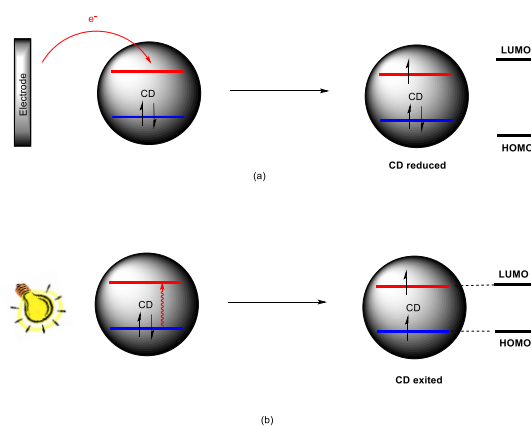 e-
Electrode
CD
CD
LUMO
HOMO
CD reduced
(a)
CD
CD
LUMO
HOMO
CD exited
(b)